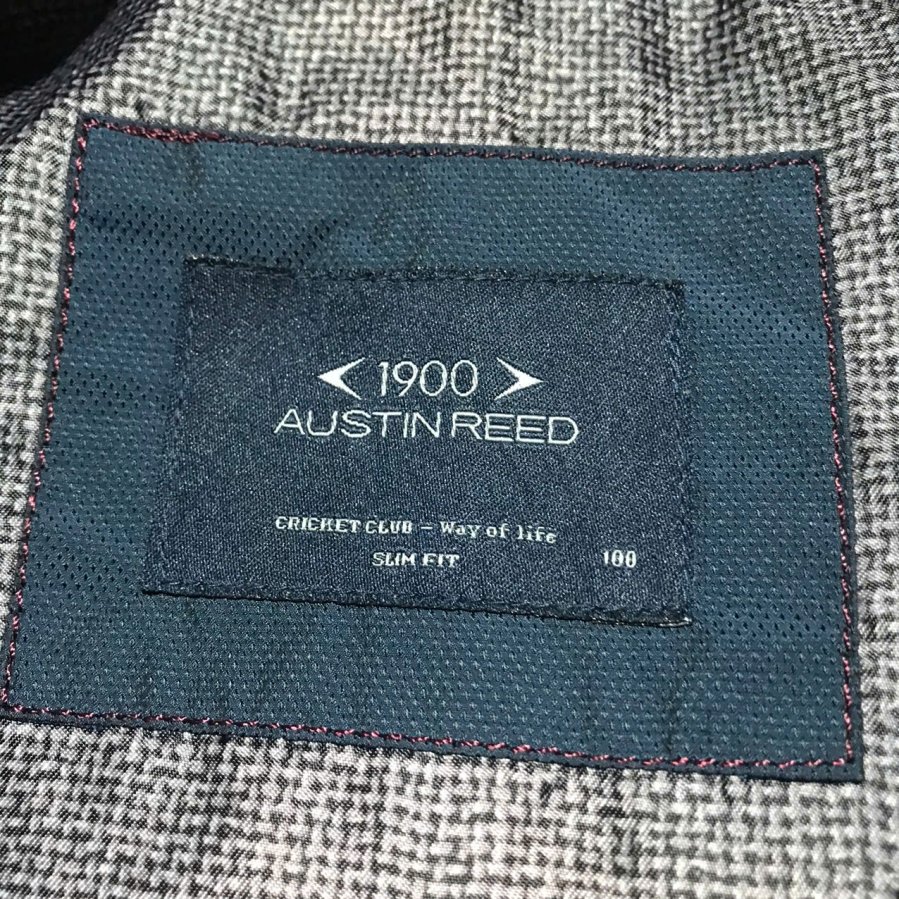 1900
AUSTIN REED
CRICKET CLUB - Way of life
SLIM FIT 100